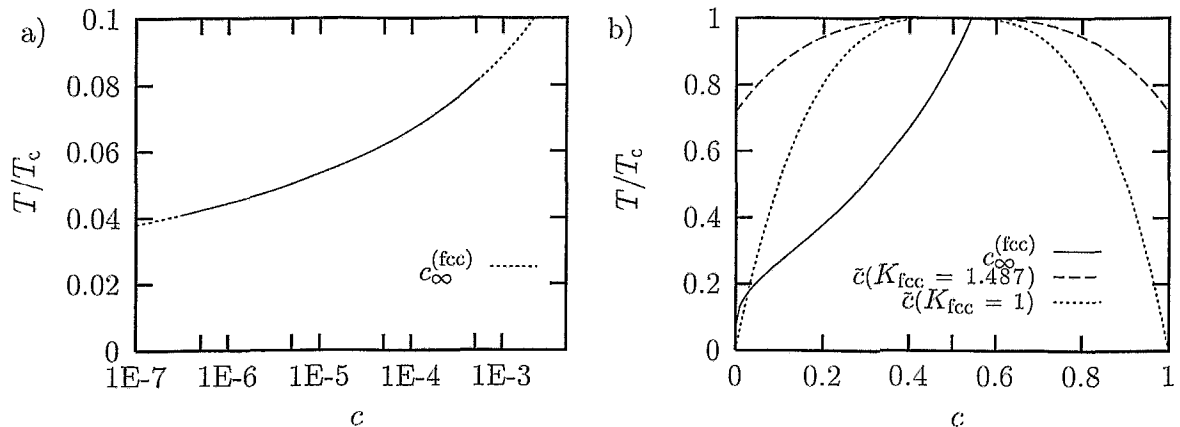 a)
0.1
0.08
0.06
0.04
0.02
0
T/T_c
c_∞^(fcc)
1E-7 1E-6 1E-5 1E-4 1E-3
c
b)
1
0.8
0.6
0.4
0.2
0
T/T_c
c_∞^(fcc)
c̃(K_fcc = 1.487)
c̃(K_fcc = 1)
0 0.2 0.4 0.6 0.8 1
c